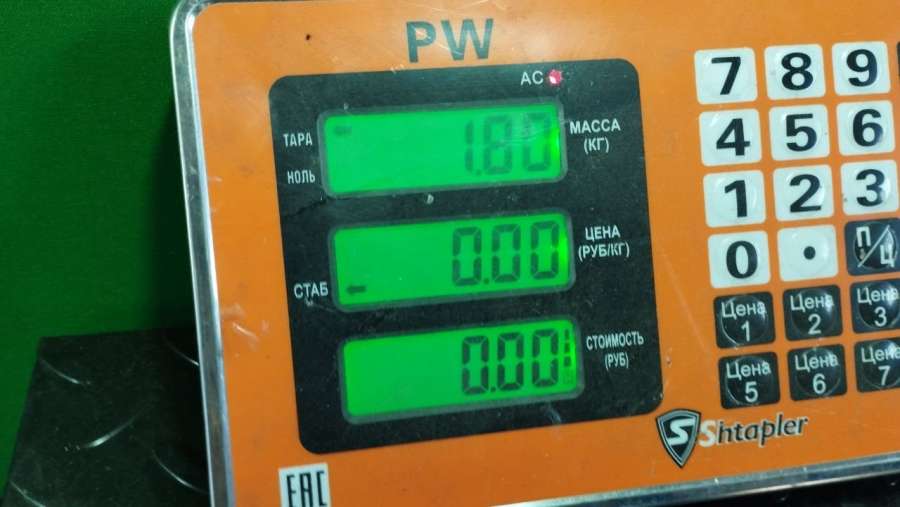 PW
AC
ТАРА
НОЛЬ
1.80
МАССА
(КГ)
СТАБ
0.00
ЦЕНА
(РУБ/КГ)
0.00
СТОИМОСТЬ
(РУБ)
7 8 9
4 5 6
1 2 3
0 . П/Ц
Цена 1
Цена 2
Цена 3
Цена 5
Цена 6
Цена 7
S Shtapler
EAC